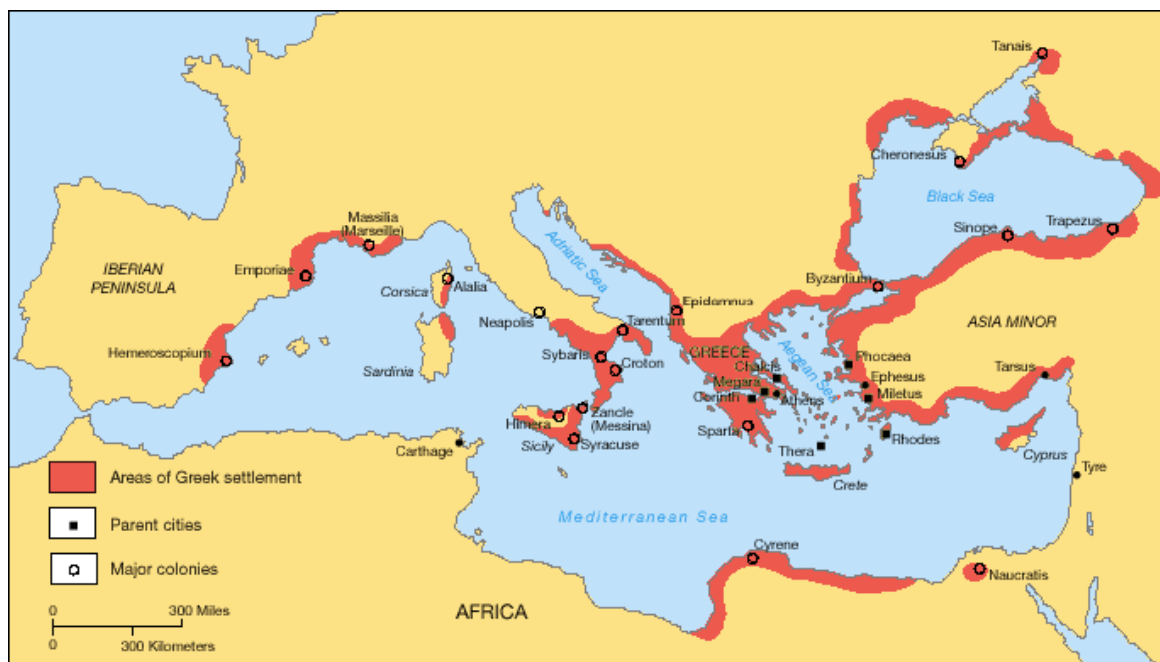 Tanais
Cheronesus
Black Sea
Massilia
(Marseille)
Sinope
Trapezus
Adriatic Sea
IBERIAN
PENINSULA
Emporiae
Corsica
Alalia
Byzantium
Neapolis
Epidamnus
Tarentum
ASIA MINOR
Hemeroscopium
Sardinia
Sybaris
Croton
GREECE
Aegean Sea
Phocaea
Chalcis
Ephesus
Tarsus
Megara
Miletus
Corinth
Athens
Himera
Zancle
(Messina)
Sparta
Rhodes
Carthage
Sicily
Syracuse
Thera
Cyprus
Tyre
Crete
Areas of Greek settlement
Parent cities
Major colonies
Mediterranean Sea
Cyrene
Naucratis
AFRICA
0 300 Miles
0 300 Kilometers